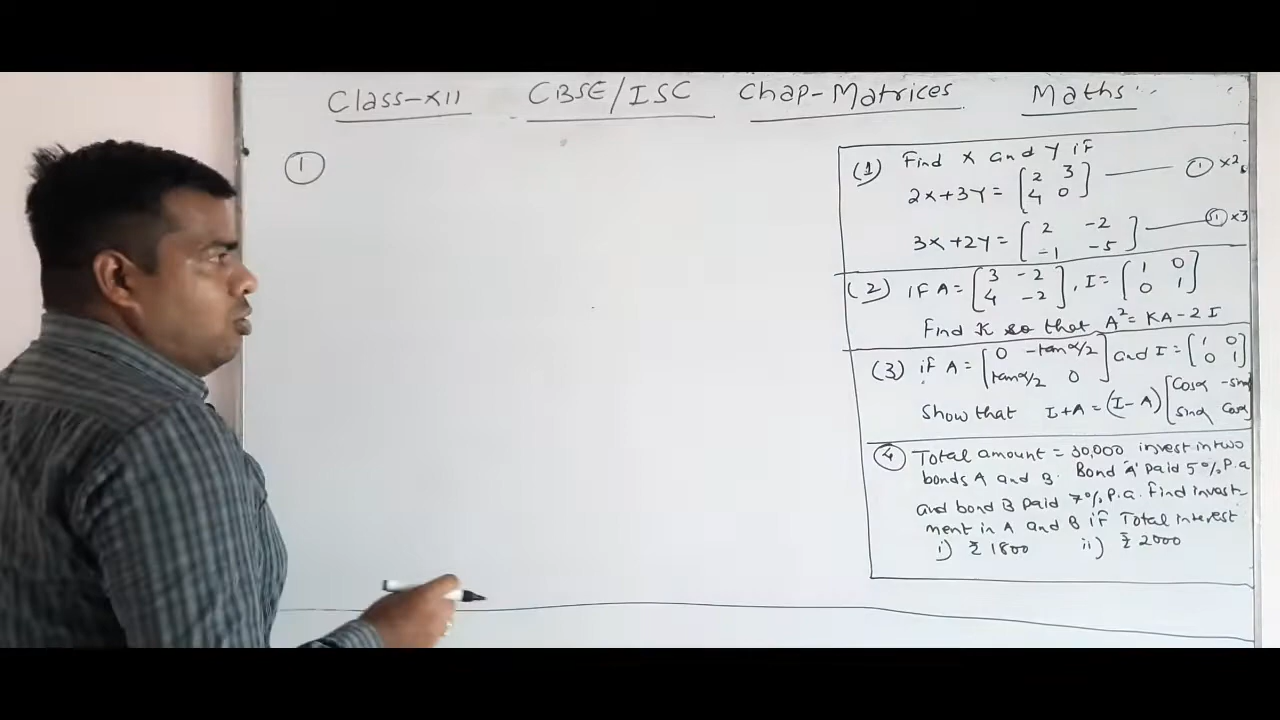 Class-XII CBSE/ISC Chap-Matrices Maths
①
(1) Find X and Y if
2X+3Y = [2 3; 4 0] —— ① ×2
3X+2Y = [2 -2; -1 -5] —— ⑪ ×3
(2) if A = [3 -2; 4 -2], I = [1 0; 0 1]
Find K so that A² = KA-2 I
(3) if A = [0 -tanα/2; tanα/2 0] and I = [1 0; 0 1]
Show that I+A = (I-A) [cosα -sinα; sinα cosα]
④ Total amount = 30,000 invest in two
bonds A and B. Bond 'A' paid 5% P.a
and bond B paid 7% P.a. Find invest-
ment in A and B if Total interest
i) ₹ 1800 ii) ₹ 2000